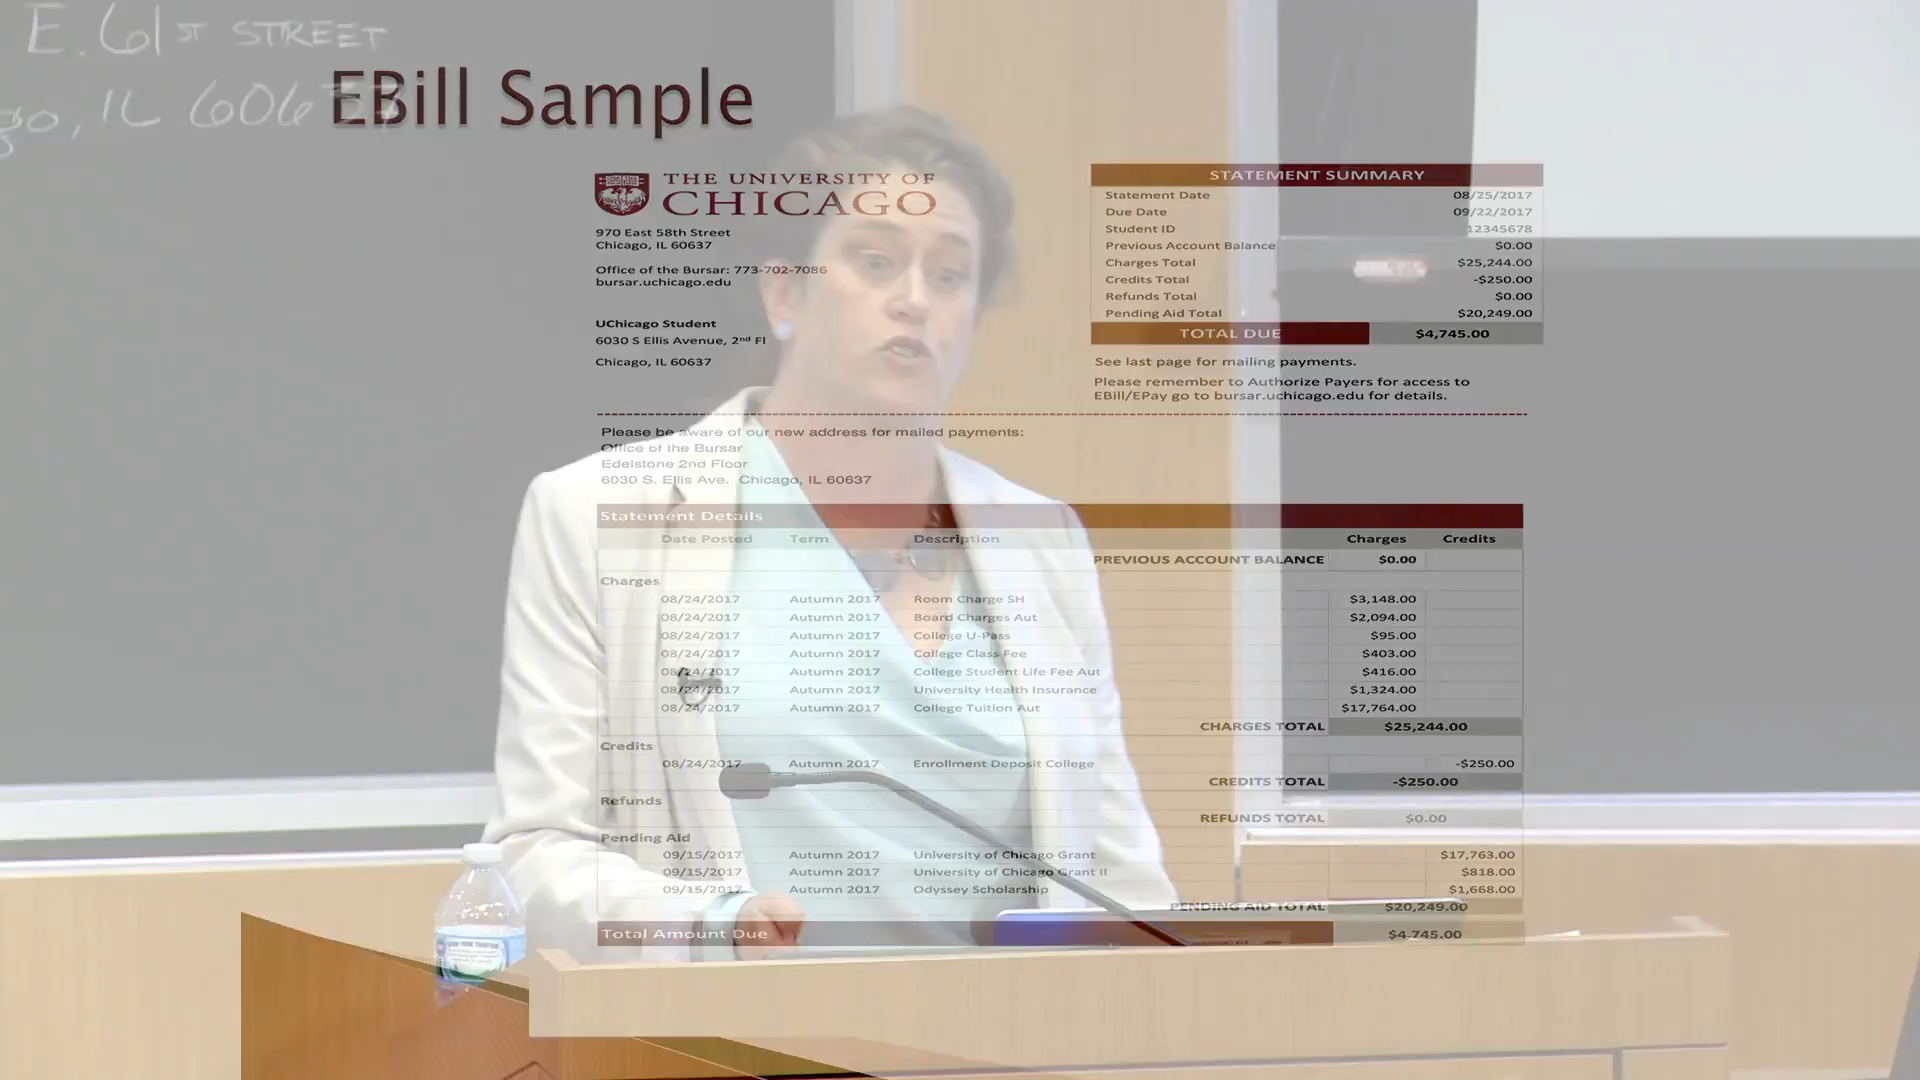 E. 61ST STREET
go, IL 60637
EBill Sample
THE UNIVERSITY OF
CHICAGO
970 East 58th Street
Chicago, IL 60637
Office of the Bursar: 773-702-7086
bursar.uchicago.edu
UChicago Student
6030 S Ellis Avenue, 2nd Fl
Chicago, IL 60637
STATEMENT SUMMARY
Statement Date 08/25/2017
Due Date 09/22/2017
Student ID 12345678
Previous Account Balance $0.00
Charges Total $25,244.00
Credits Total -$250.00
Refunds Total $0.00
Pending Aid Total $20,249.00
TOTAL DUE $4,745.00
See last page for mailing payments.
Please remember to Authorize Payers for access to
EBill/EPay go to bursar.uchicago.edu for details.
Please be aware of our new address for mailed payments:
Office of the Bursar
Edelstone 2nd Floor
6030 S. Ellis Ave. Chicago, IL 60637
Statement Details
Date Posted Term Description Charges Credits
PREVIOUS ACCOUNT BALANCE $0.00
Charges
08/24/2017 Autumn 2017 Room Charge SH $3,148.00
08/24/2017 Autumn 2017 Board Charges Aut $2,094.00
08/24/2017 Autumn 2017 College U-Pass $95.00
08/24/2017 Autumn 2017 College Class Fee $403.00
08/24/2017 Autumn 2017 College Student Life Fee Aut $416.00
08/24/2017 Autumn 2017 University Health Insurance $1,324.00
08/24/2017 Autumn 2017 College Tuition Aut $17,764.00
CHARGES TOTAL $25,244.00
Credits
08/24/2017 Autumn 2017 Enrollment Deposit College -$250.00
CREDITS TOTAL -$250.00
Refunds
REFUNDS TOTAL $0.00
Pending Aid
09/15/2017 Autumn 2017 University of Chicago Grant $17,763.00
09/15/2017 Autumn 2017 University of Chicago Grant II $818.00
09/15/2017 Autumn 2017 Odyssey Scholarship $1,668.00
PENDING AID TOTAL $20,249.00
Total Amount Due $4,745.00